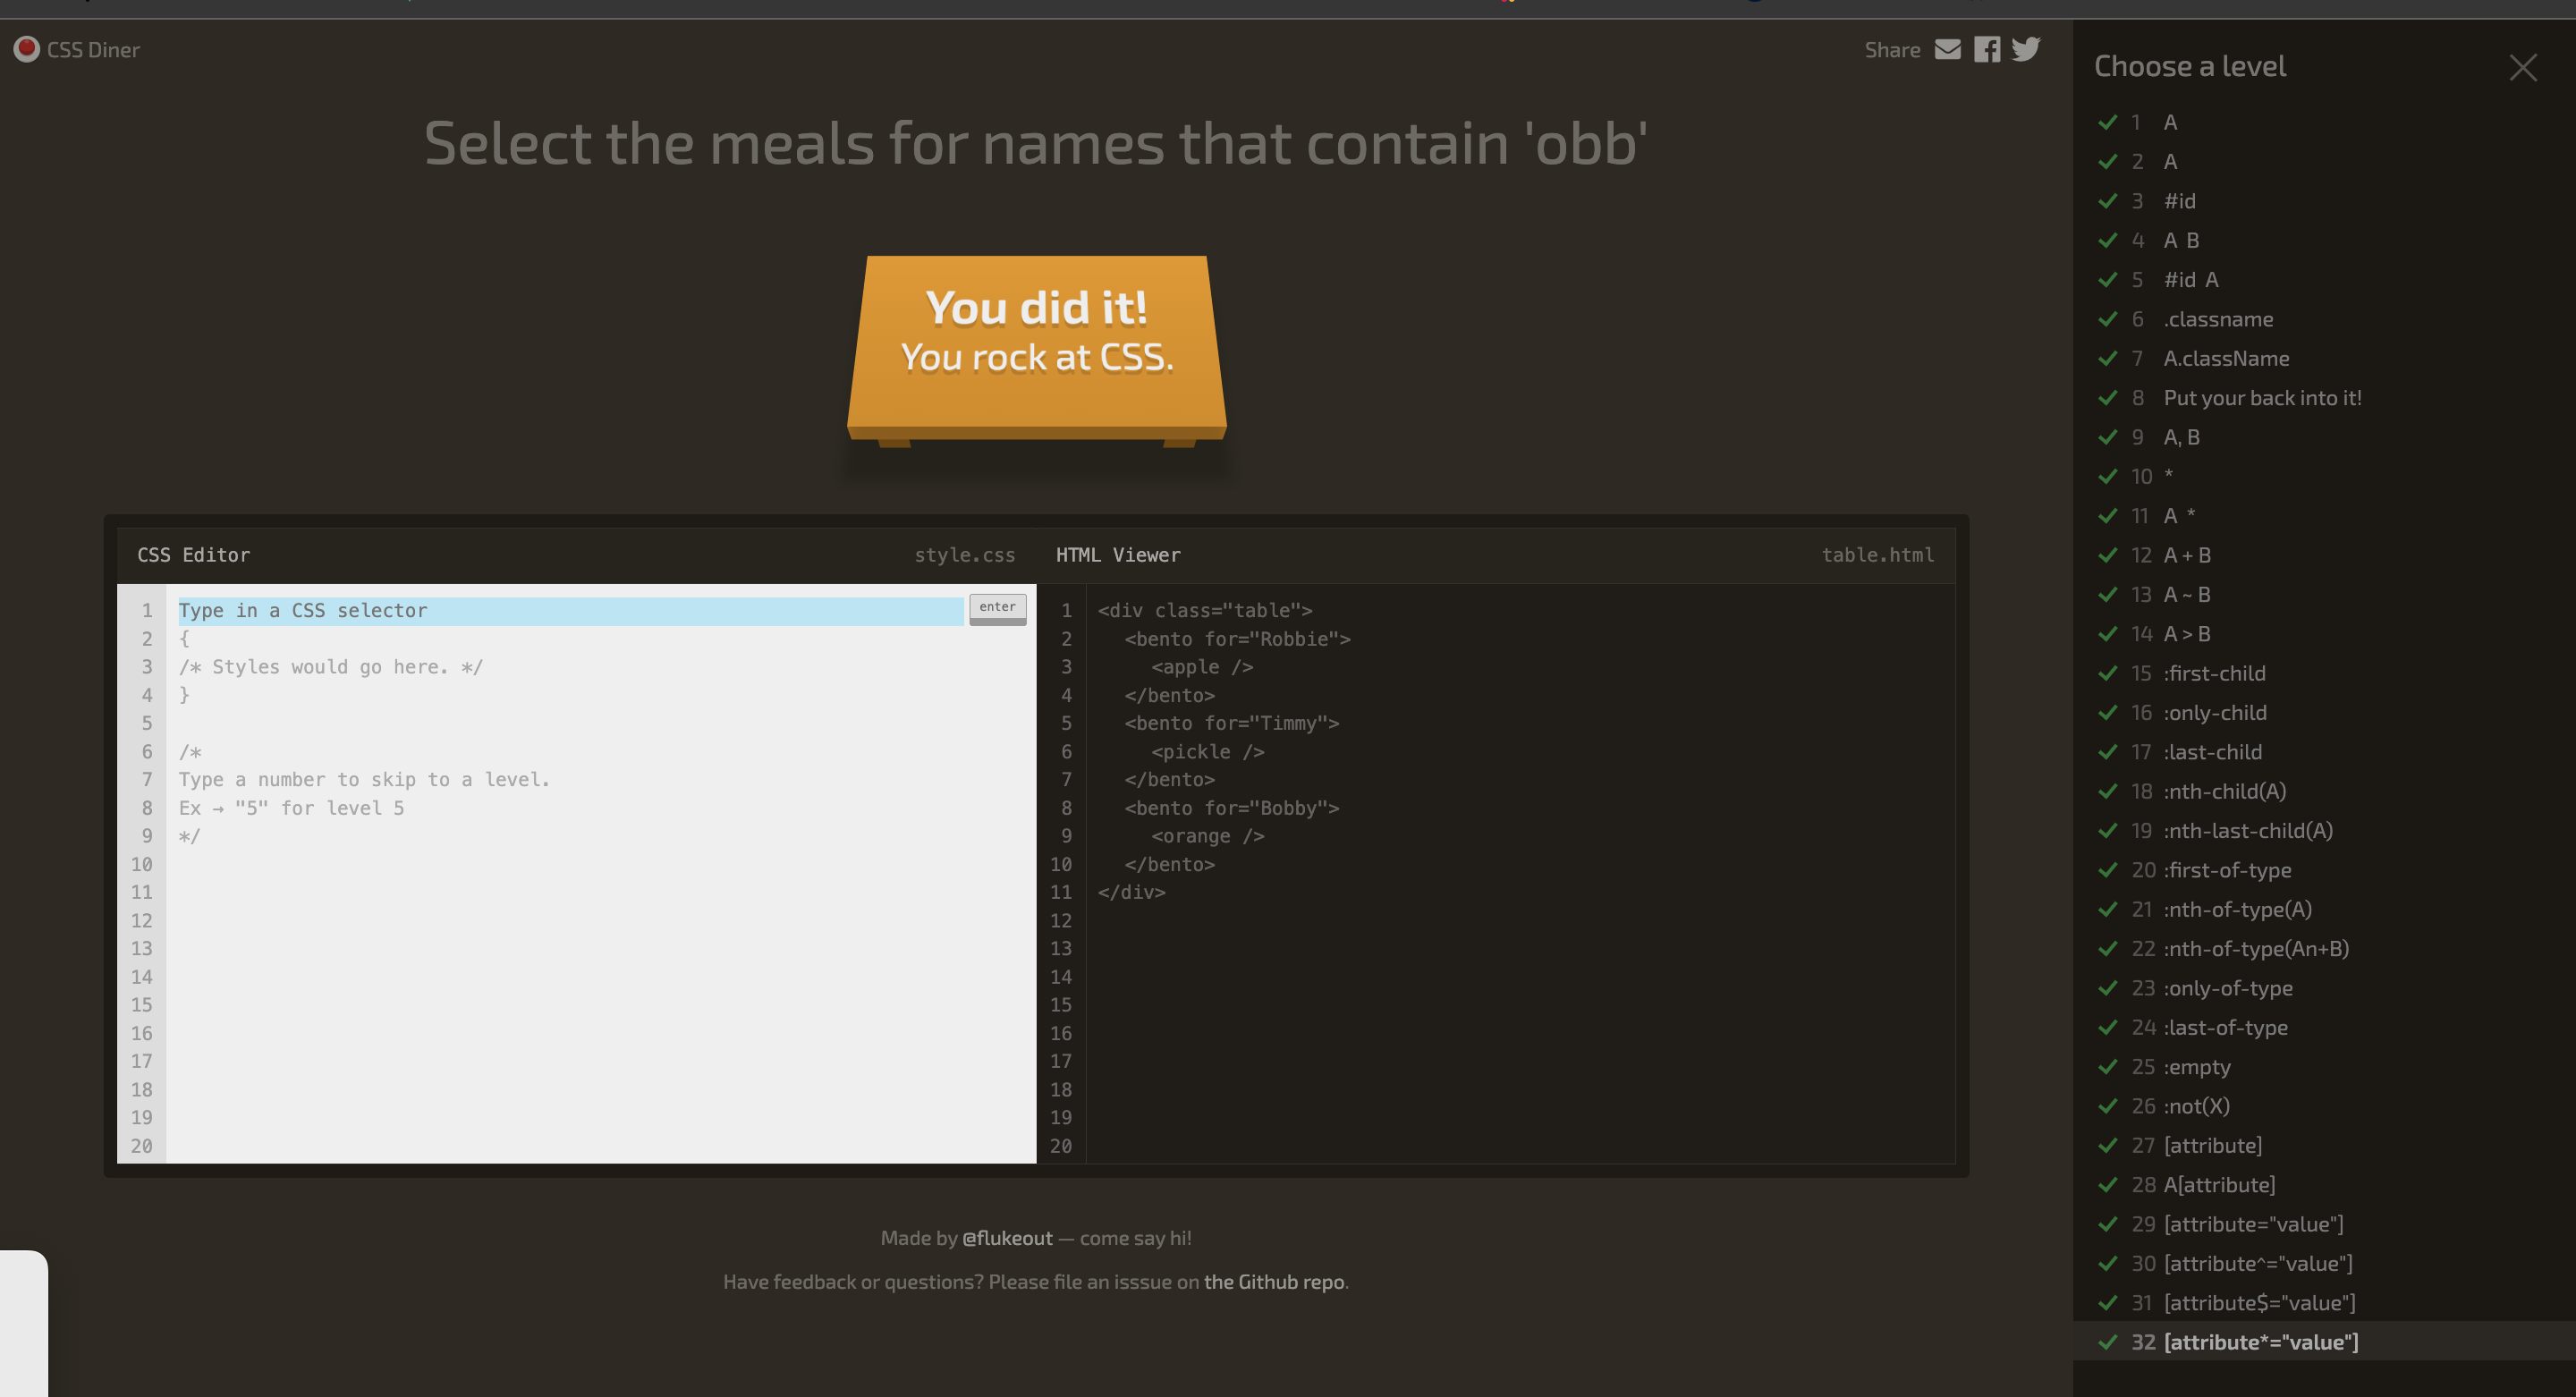 CSS Diner
Share
Select the meals for names that contain 'obb'
You did it!
You rock at CSS.
CSS Editor
style.css
1 Type in a CSS selector
enter
2 {
3 /* Styles would go here. */
4 }
5
6 /*
7 Type a number to skip to a level.
8 Ex → "5" for level 5
9 */
10
11
12
13
14
15
16
17
18
19
20
HTML Viewer
table.html
1 <div class="table">
2 <bento for="Robbie">
3 <apple />
4 </bento>
5 <bento for="Timmy">
6 <pickle />
7 </bento>
8 <bento for="Bobby">
9 <orange />
10 </bento>
11 </div>
12
13
14
15
16
17
18
19
20
Made by @flukeout — come say hi!
Have feedback or questions? Please file an isssue on the Github repo.
Choose a level
1 A
2 A
3 #id
4 A B
5 #id A
6 .classname
7 A.className
8 Put your back into it!
9 A, B
10 *
11 A *
12 A + B
13 A ~ B
14 A > B
15 :first-child
16 :only-child
17 :last-child
18 :nth-child(A)
19 :nth-last-child(A)
20 :first-of-type
21 :nth-of-type(A)
22 :nth-of-type(An+B)
23 :only-of-type
24 :last-of-type
25 :empty
26 :not(X)
27 [attribute]
28 A[attribute]
29 [attribute="value"]
30 [attribute^="value"]
31 [attribute$="value"]
32 [attribute*="value"]